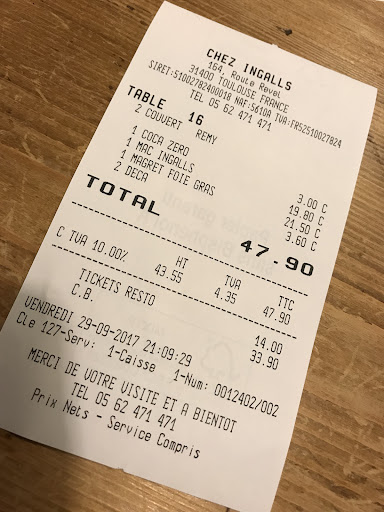 CHEZ INGALLS
164, Route Revel
31400 TOULOUSE FRANCE
SIRET:51002782400018 NAF:5610A TVA:FR52510027824
TEL 05 62 471 471
TABLE 16
2 COUVERT REMY
1 COCA ZERO 3.00 C
1 MAC INGALLS 19.80 C
1 MAGRET FOIE GRAS 21.50 C
2 DECA 3.60 C
TOTAL 47.90
HT TVA TTC
C TVA 10.00% 43.55 4.35 47.90
TICKETS RESTO 14.00
C.B. 33.90
VENDREDI 29-09-2017 21:09:29
Cle 127-Serv: 1-Caisse 1-Num: 0012402/002
MERCI DE VOTRE VISITE ET A BIENTOT
TEL 05 62 471 471
Prix Nets - Service Compris